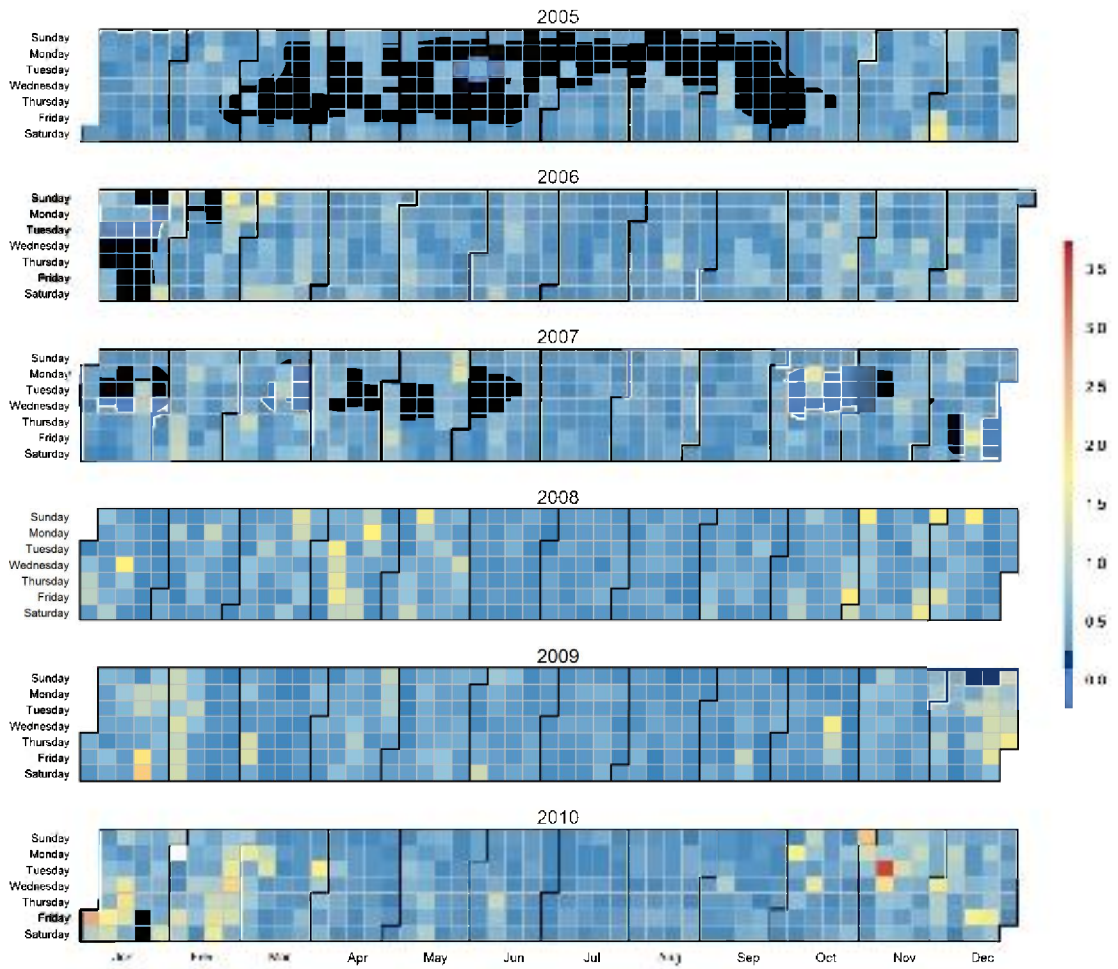 2005
Sunday
Monday
Tuesday
Wednesday
Thursday
Friday
Saturday
2006
Sunday
Monday
Tuesday
Wednesday
Thursday
Friday
Saturday
2007
Sunday
Monday
Tuesday
Wednesday
Thursday
Friday
Saturday
2008
Sunday
Monday
Tuesday
Wednesday
Thursday
Friday
Saturday
2009
Sunday
Monday
Tuesday
Wednesday
Thursday
Friday
Saturday
2010
Sunday
Monday
Tuesday
Wednesday
Thursday
Friday
Saturday
Jan Feb Mar Apr May Jun Jul Aug Sep Oct Nov Dec
3.5
3.0
2.5
2.0
1.5
1.0
0.5
0.0